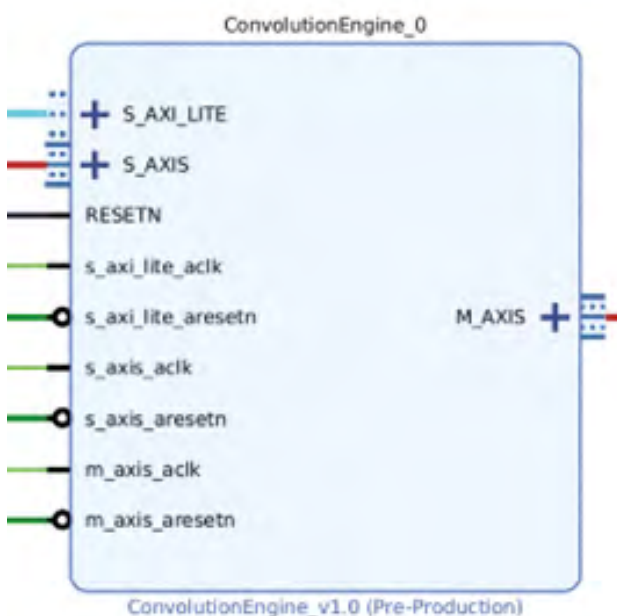 ConvolutionEngine_0
S_AXI_LITE
S_AXIS
RESETN
s_axi_lite_aclk
s_axi_lite_aresetn
M_AXIS
s_axis_aclk
s_axis_aresetn
m_axis_aclk
m_axis_aresetn
ConvolutionEngine_v1.0 (Pre-Production)